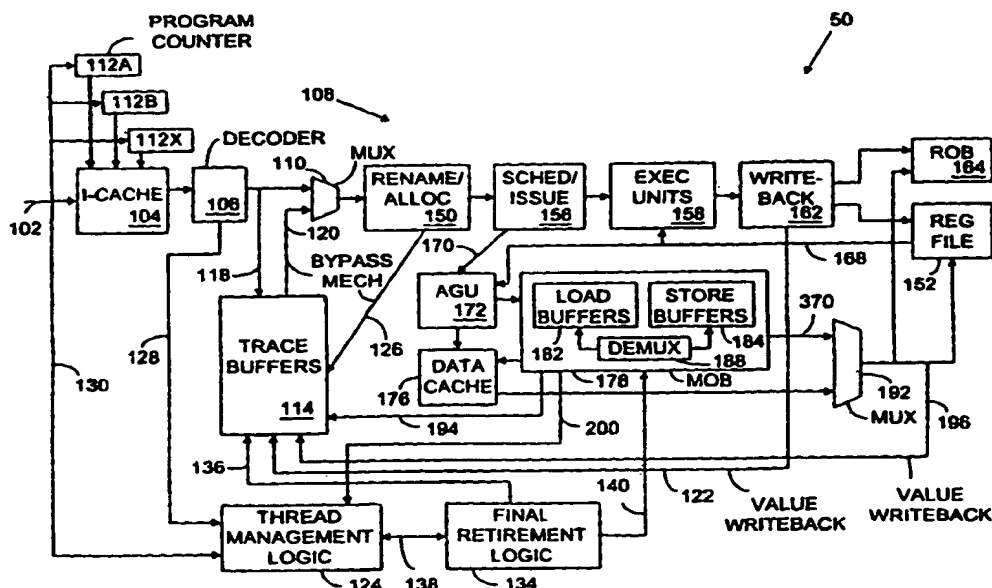 PROGRAM
COUNTER
50
112A
112B
108
112X
DECODER
110
MUX
I-CACHE
104
106
RENAME/
ALLOC
150
SCHED/
ISSUE
156
EXEC
UNITS
158
WRITE-
BACK
162
ROB
164
REG
FILE
102
120
118
BYPASS
MECH
170
168
152
AGU
172
LOAD
BUFFERS
STORE
BUFFERS
370
182
184
DEMUX
188
128
130
126
TRACE
BUFFERS
114
DATA
CACHE
176
178
MOB
192
MUX
196
194
200
136
140
122
VALUE
WRITEBACK
VALUE
WRITEBACK
THREAD
MANAGEMENT
LOGIC
FINAL
RETIREMENT
LOGIC
124
138
134